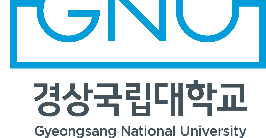 GNU
경상국립대학교
Gyeongsang National University